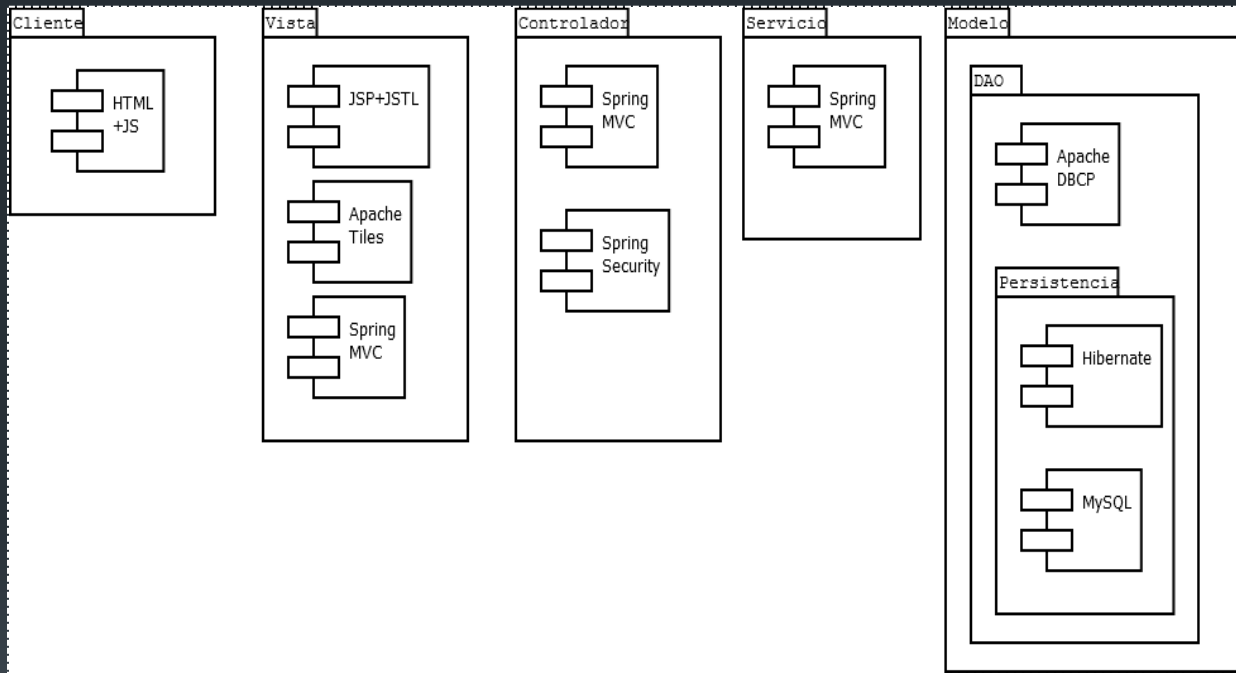 Cliente
HTML
+JS
Vista
JSP+JSTL
Apache
Tiles
Spring
MVC
Controlador
Spring
MVC
Spring
Security
Servicio
Spring
MVC
Modelo
DAO
Apache
DBCP
Persistencia
Hibernate
MySQL